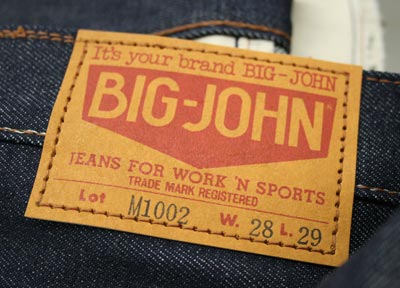 It's your brand BIG-JOHN
BIG-JOHN
JEANS FOR WORK 'N SPORTS
TRADE MARK REGISTERED
Lot M1002 W. 28 L. 29